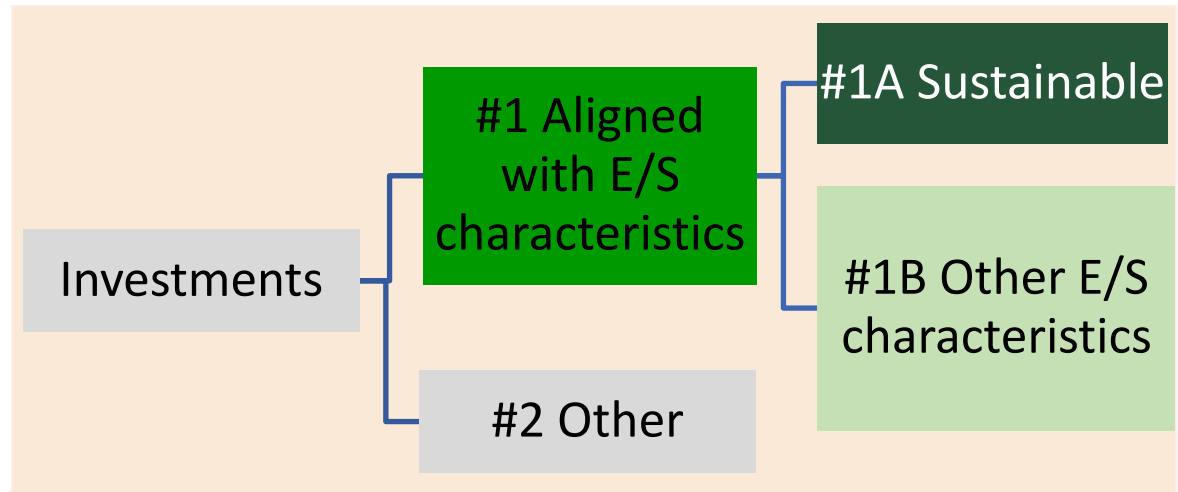 Investments
#1 Aligned
with E/S
characteristics
#2 Other
#1A Sustainable
#1B Other E/S
characteristics